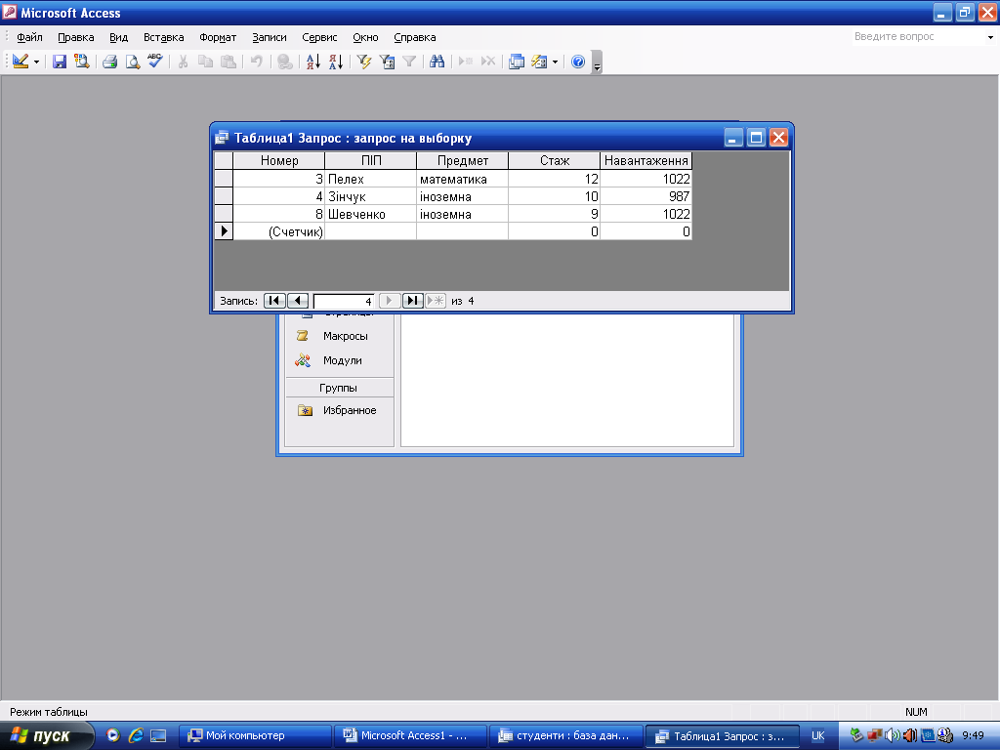 Microsoft Access
Файл Правка Вид Вставка Формат Записи Сервис Окно Справка Введите вопрос
Таблица1 Запрос : запрос на выборку
Номер ПІП Предмет Стаж Навантаження
3 Пелех математика 12 1022
4 Зінчук іноземна 10 987
8 Шевченко іноземна 9 1022
(Счетчик) 0 0
Запись: 4 из 4
Макросы
Модули
Группы
Избранное
Режим таблицы NUM
пуск Мой компьютер Microsoft Access1 - ... студенти : база дан... Таблица1 Запрос : з... UK 9:49